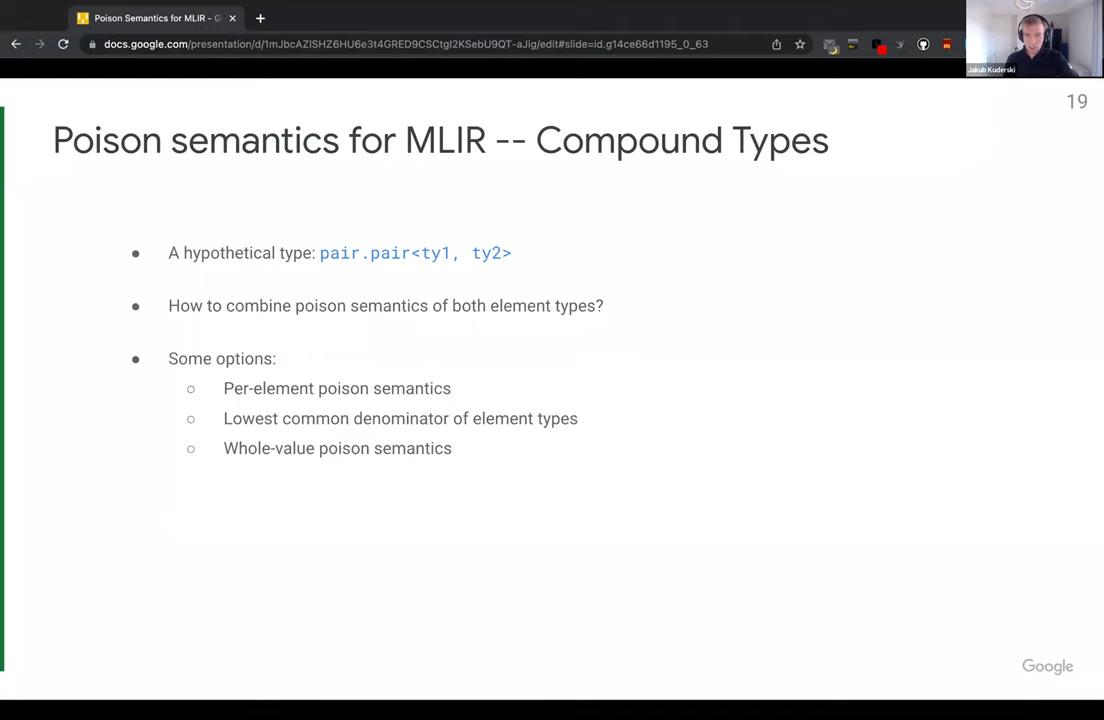 Poison Semantics for MLIR - G
docs.google.com/presentation/d/1mJbcAZlSHZ6HU6e3t4GRED9CSCtgI2KSebU9QT-aJig/edit#slide=id.g14ce66d1195_0_63
Jakub Kuderski
19
Poison semantics for MLIR -- Compound Types
● A hypothetical type: pair.pair<ty1, ty2>
● How to combine poison semantics of both element types?
● Some options:
○ Per-element poison semantics
○ Lowest common denominator of element types
○ Whole-value poison semantics
Google